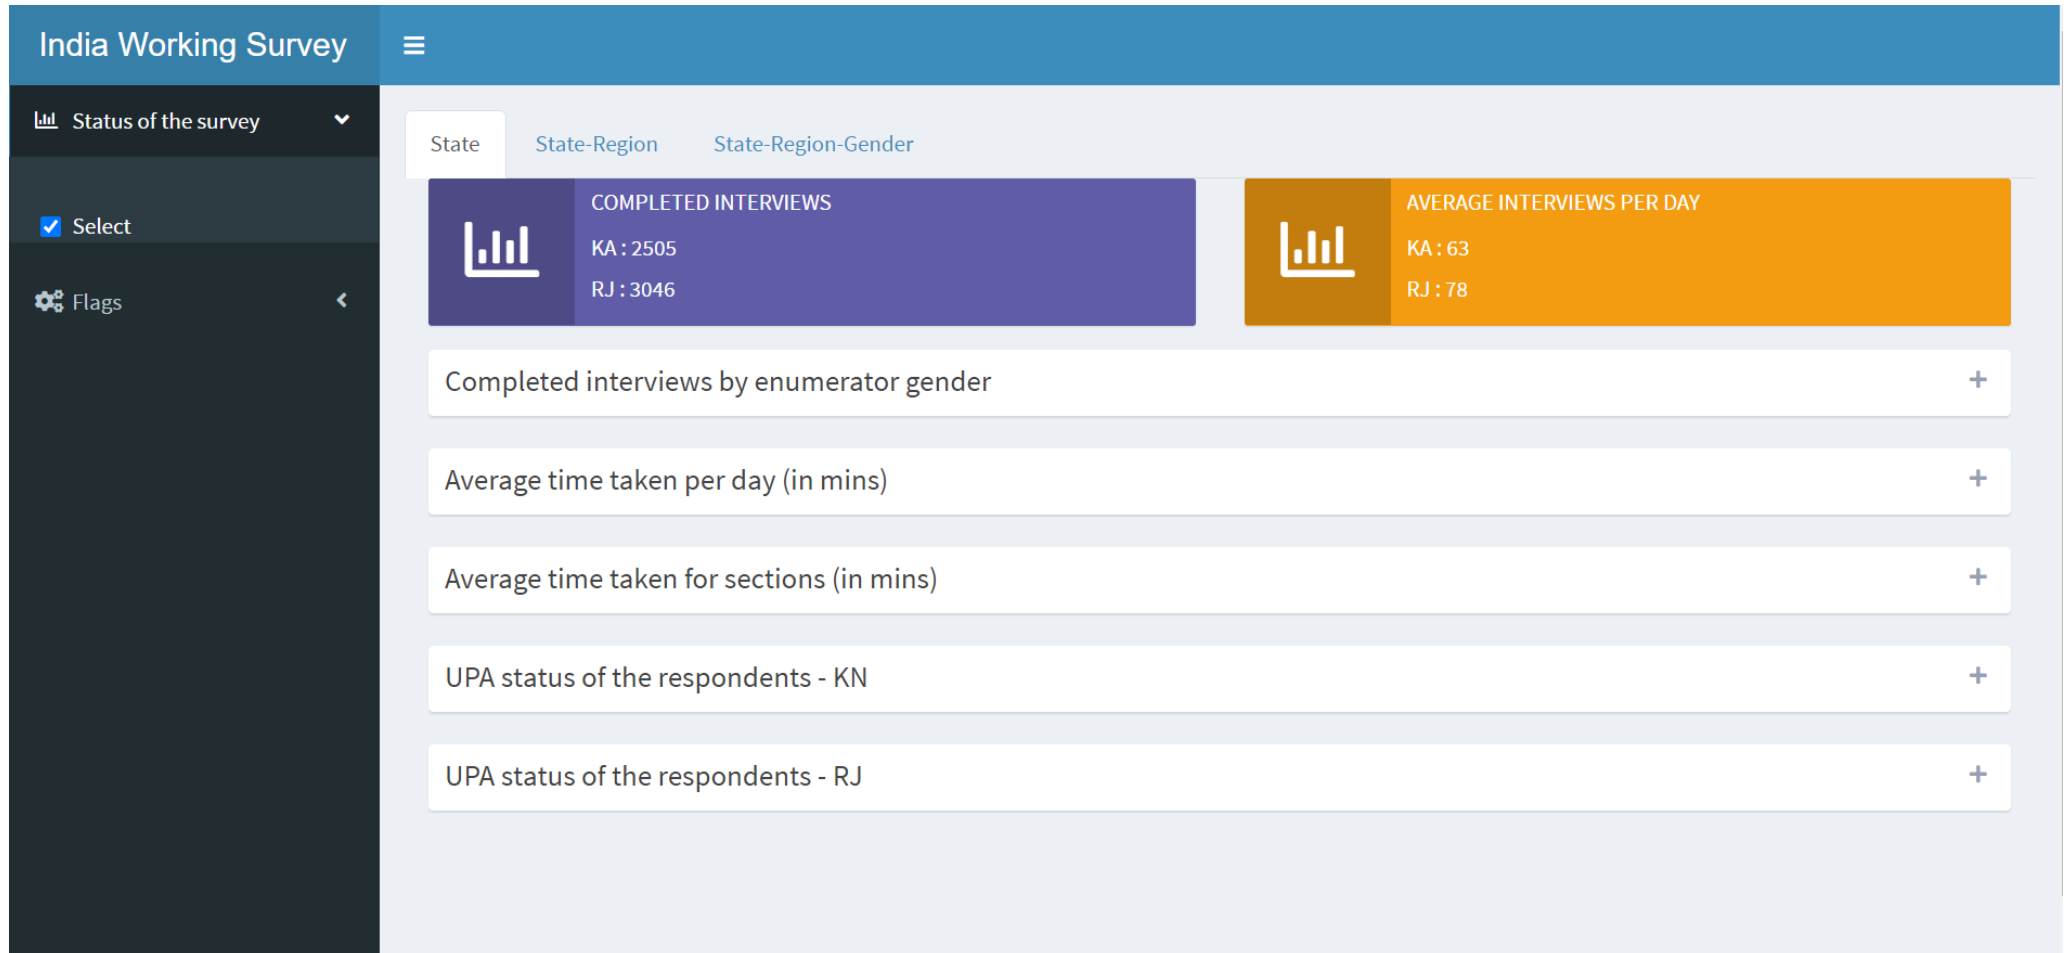 India Working Survey
Status of the survey
Select
Flags
State
State-Region
State-Region-Gender
COMPLETED INTERVIEWS
KA : 2505
RJ : 3046
AVERAGE INTERVIEWS PER DAY
KA : 63
RJ : 78
Completed interviews by enumerator gender
Average time taken per day (in mins)
Average time taken for sections (in mins)
UPA status of the respondents - KN
UPA status of the respondents - RJ